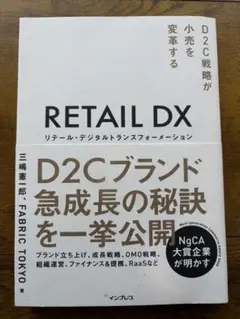 D2C戦略が
小売を
変革する
RETAIL DX
リテール・デジタルトランスフォーメーション
D2Cブランド
急成長の秘訣
を一挙公開
ブランド立ち上げ、成長戦略、OMO戦略、
組織運営、ファイナンス&提携、RaaSなど
NgCA
大賞企業
が明かす
三嶋憲一郎
FABRIC TOKYO
著
インプレス